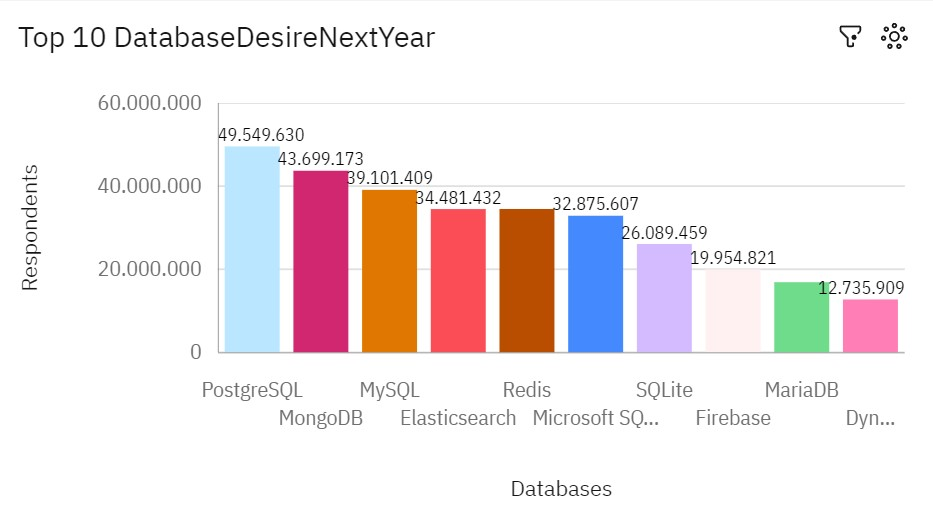 Top 10 DatabaseDesireNextYear
Respondents
60.000.000
40.000.000
20.000.000
0
49.549.630
43.699.173
39.101.409
34.481.432
32.875.607
26.089.459
19.954.821
12.735.909
PostgreSQL
MongoDB
MySQL
Elasticsearch
Redis
Microsoft SQ...
SQLite
Firebase
MariaDB
Dyn...
Databases